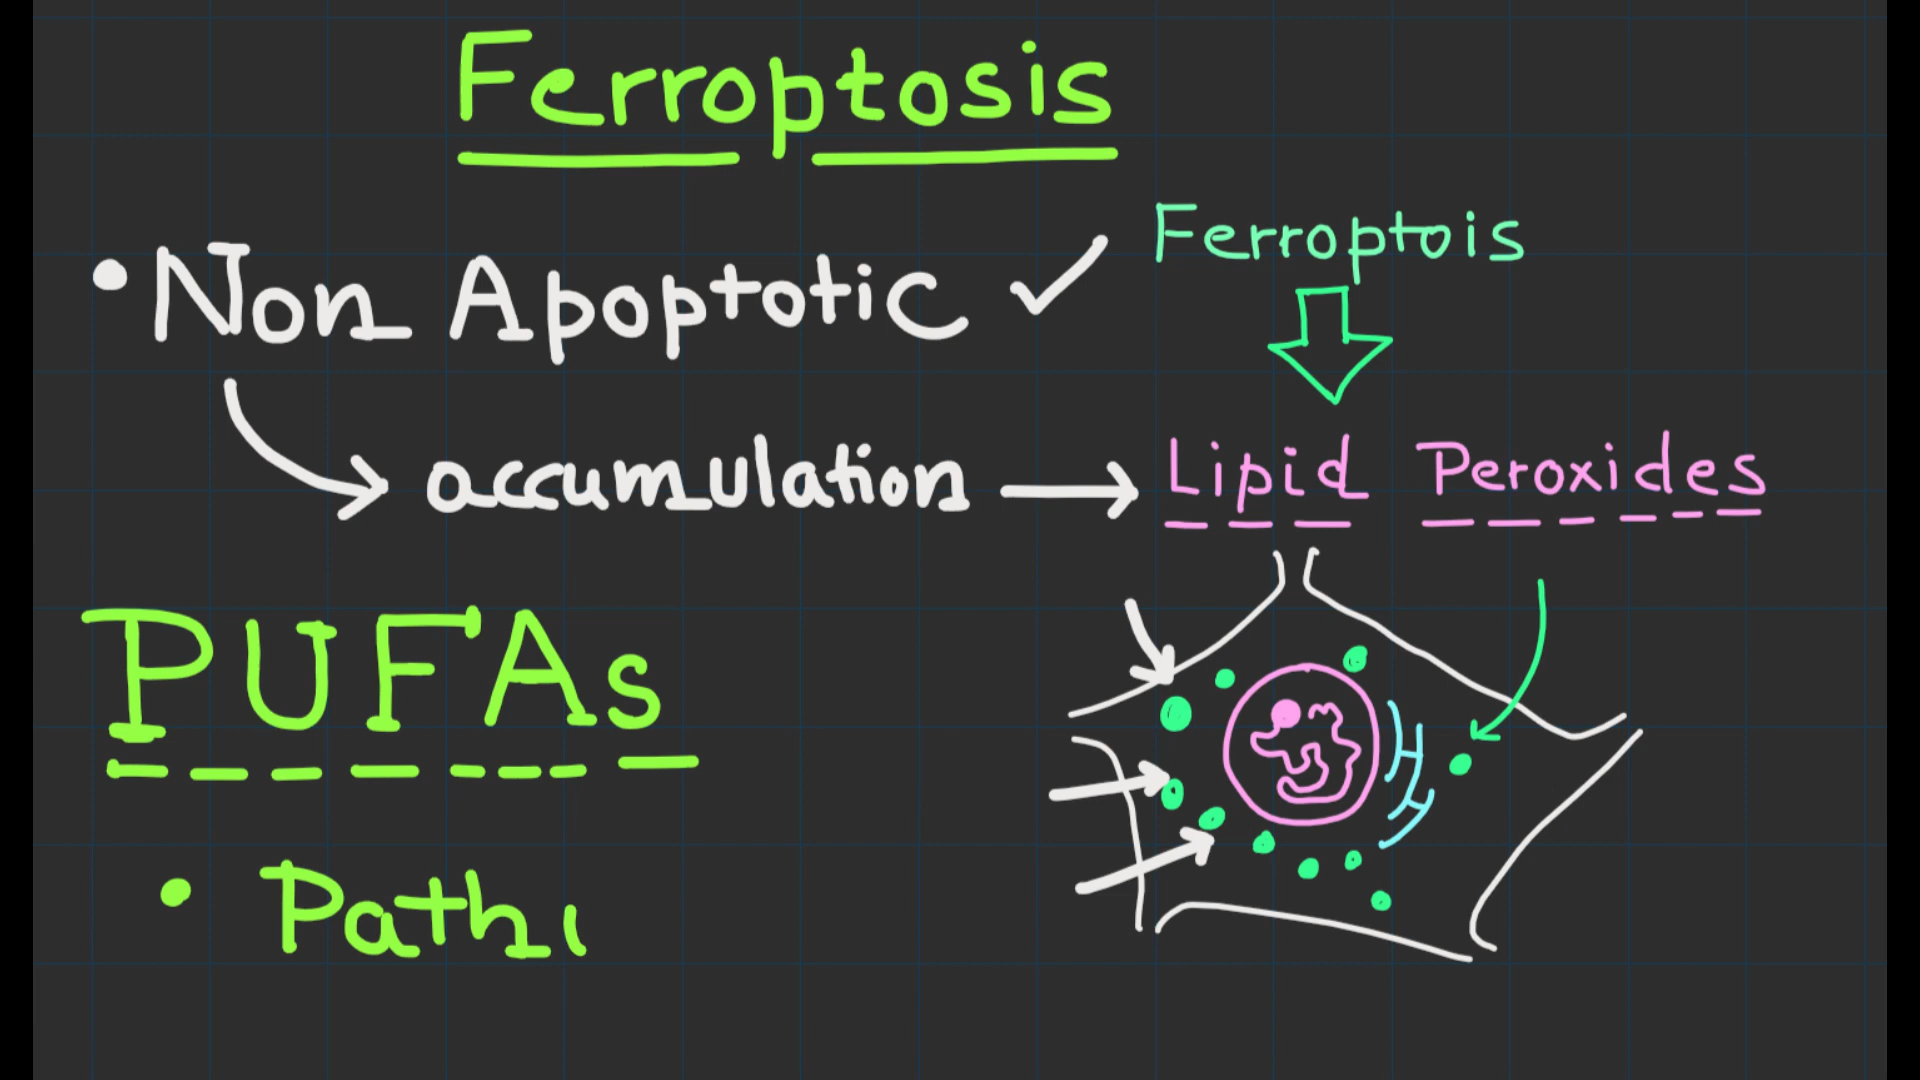 Ferroptosis
• Non Apoptotic ✓
Ferroptois
accumulation → Lipid Peroxides
PUFAs
• Path